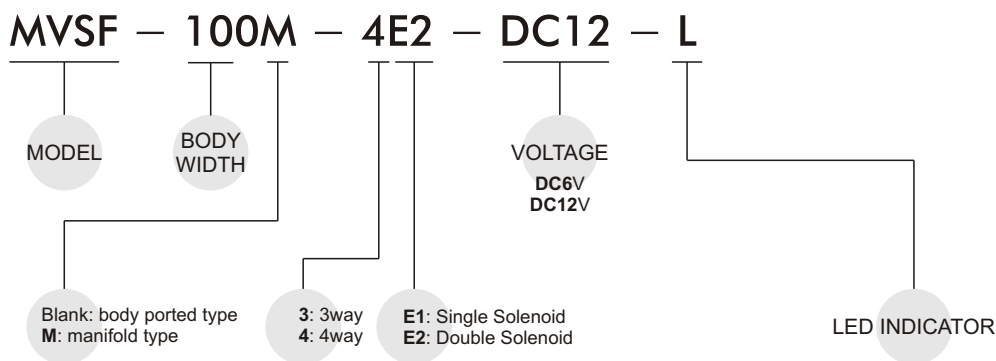 MVSF – 100M – 4E2 – DC12 – L
MODEL
BODY
WIDTH
VOLTAGE
DC6V
DC12V
Blank: body ported type
M: manifold type
3: 3way
4: 4way
E1: Single Solenoid
E2: Double Solenoid
LED INDICATOR